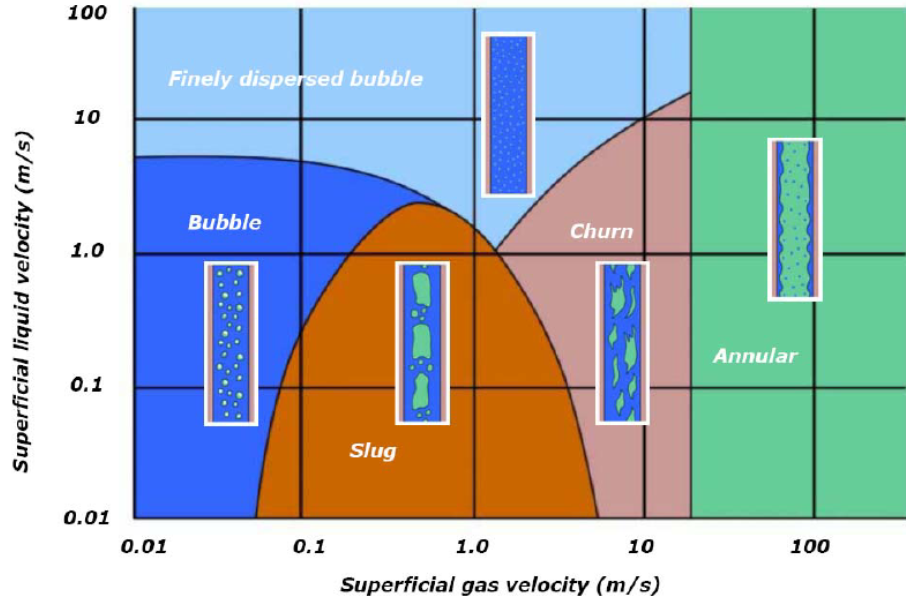 Superficial liquid velocity (m/s)
100
10
1.0
0.1
0.01
Finely dispersed bubble
Bubble
Churn
Annular
Slug
0.01 0.1 1.0 10 100
Superficial gas velocity (m/s)